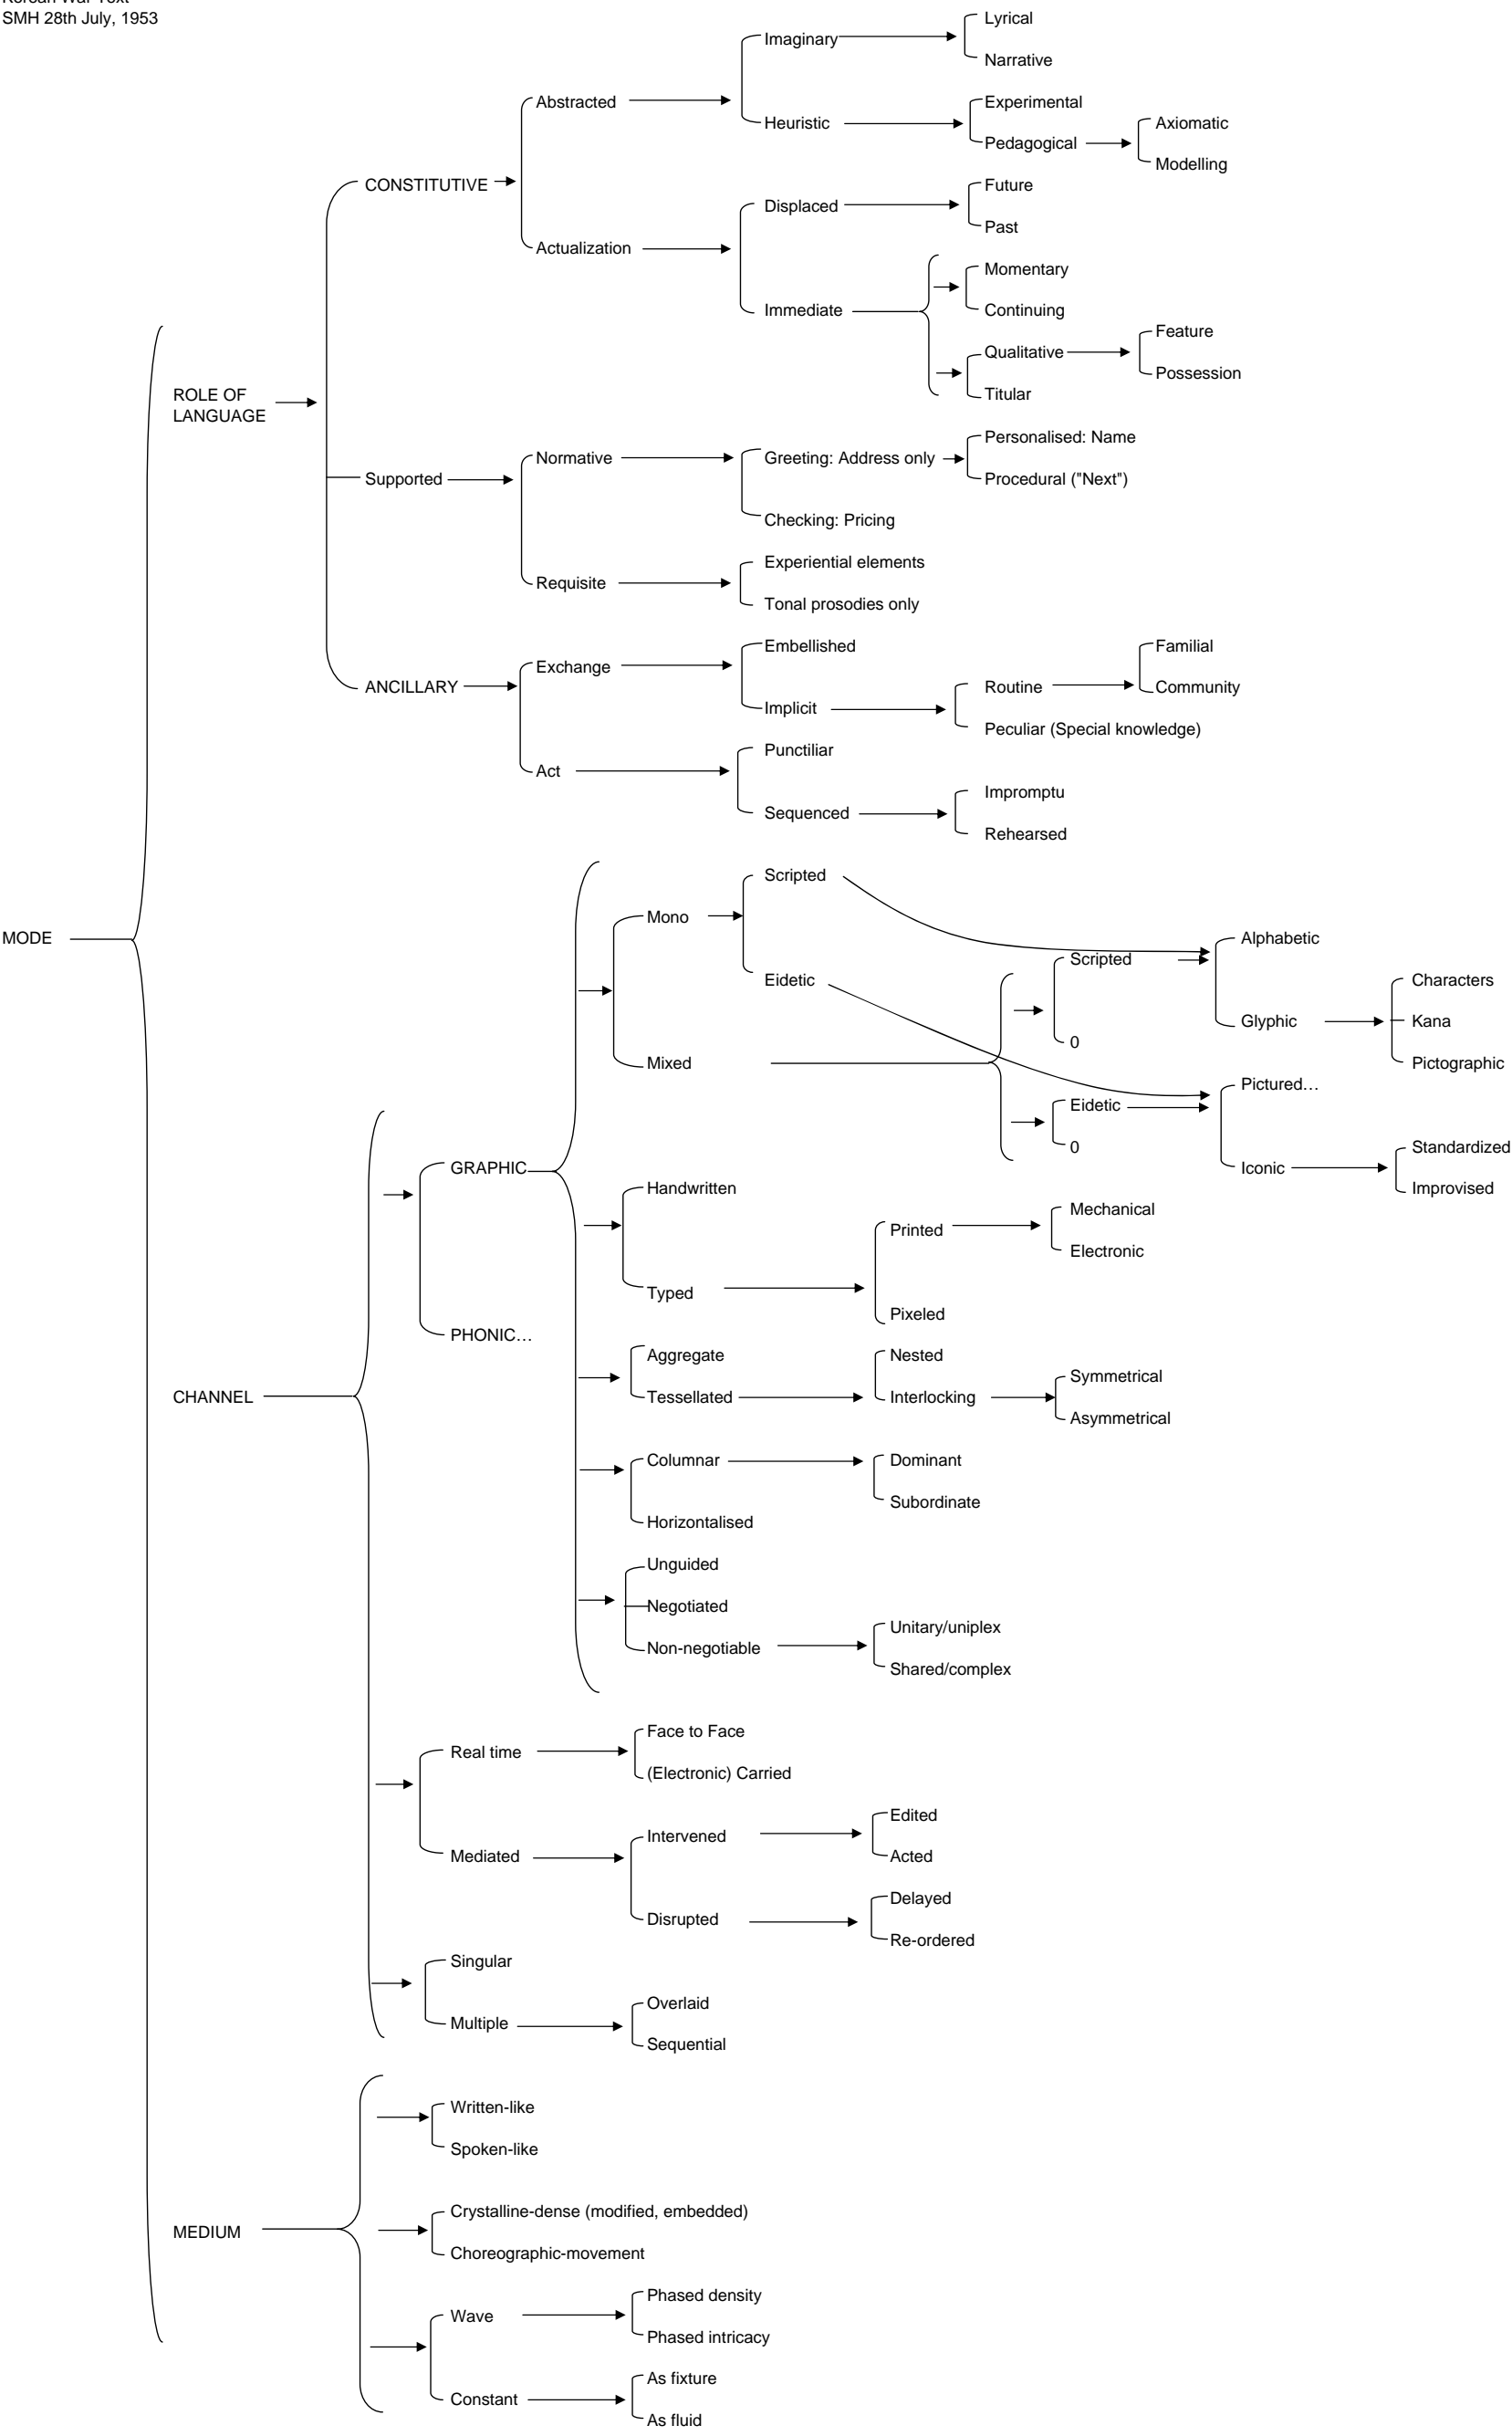 Korean War Text
SMH 28th July, 1953
Lyrical
Imaginary
Narrative
Abstracted
Experimental
Heuristic
Axiomatic
Pedagogical
Modelling
CONSTITUTIVE
Future
Displaced
Past
Actualization
Momentary
Immediate
Continuing
Feature
Qualitative
Possession
Titular
ROLE OF
LANGUAGE
Personalised: Name
Normative
Greeting: Address only
Supported
Procedural ("Next")
Checking: Pricing
Experiential elements
Requisite
Tonal prosodies only
Embellished
Familial
Exchange
ANCILLARY
Routine
Community
Implicit
Peculiar (Special knowledge)
Punctiliar
Act
Impromptu
Sequenced
Rehearsed
Scripted
Mono
MODE
Alphabetic
Scripted
Eidetic
Characters
Glyphic
Kana
0
Mixed
Pictographic
Pictured…
Eidetic
0
Standardized
GRAPHIC
Iconic
Handwritten
Improvised
Mechanical
Printed
Electronic
Typed
Pixeled
PHONIC…
Aggregate
Nested
Symmetrical
CHANNEL
Tessellated
Interlocking
Asymmetrical
Columnar
Dominant
Subordinate
Horizontalised
Unguided
Negotiated
Unitary/uniplex
Non-negotiable
Shared/complex
Face to Face
Real time
(Electronic) Carried
Edited
Intervened
Mediated
Acted
Delayed
Disrupted
Re-ordered
Singular
Overlaid
Multiple
Sequential
Written-like
Spoken-like
Crystalline-dense (modified, embedded)
MEDIUM
Choreographic-movement
Phased density
Wave
Phased intricacy
As fixture
Constant
As fluid